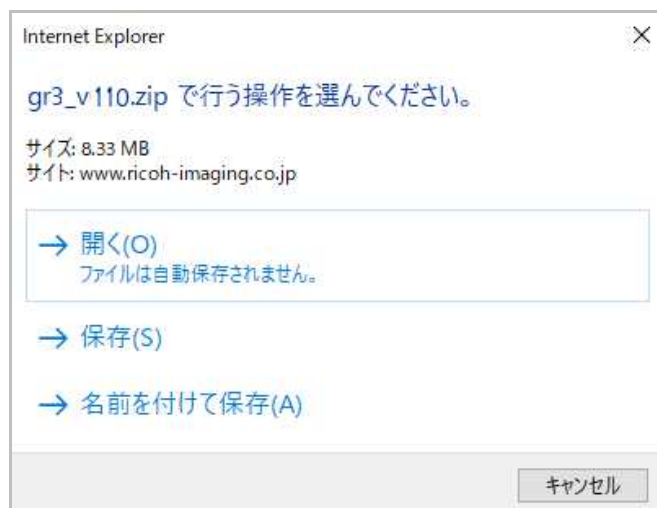 Internet Explorer
gr3_v110.zip で行う操作を選んでください。
サイズ: 8.33 MB
サイト: www.ricoh-imaging.co.jp
→ 開く(O)
ファイルは自動保存されません。
→ 保存(S)
→ 名前を付けて保存(A)
キャンセル